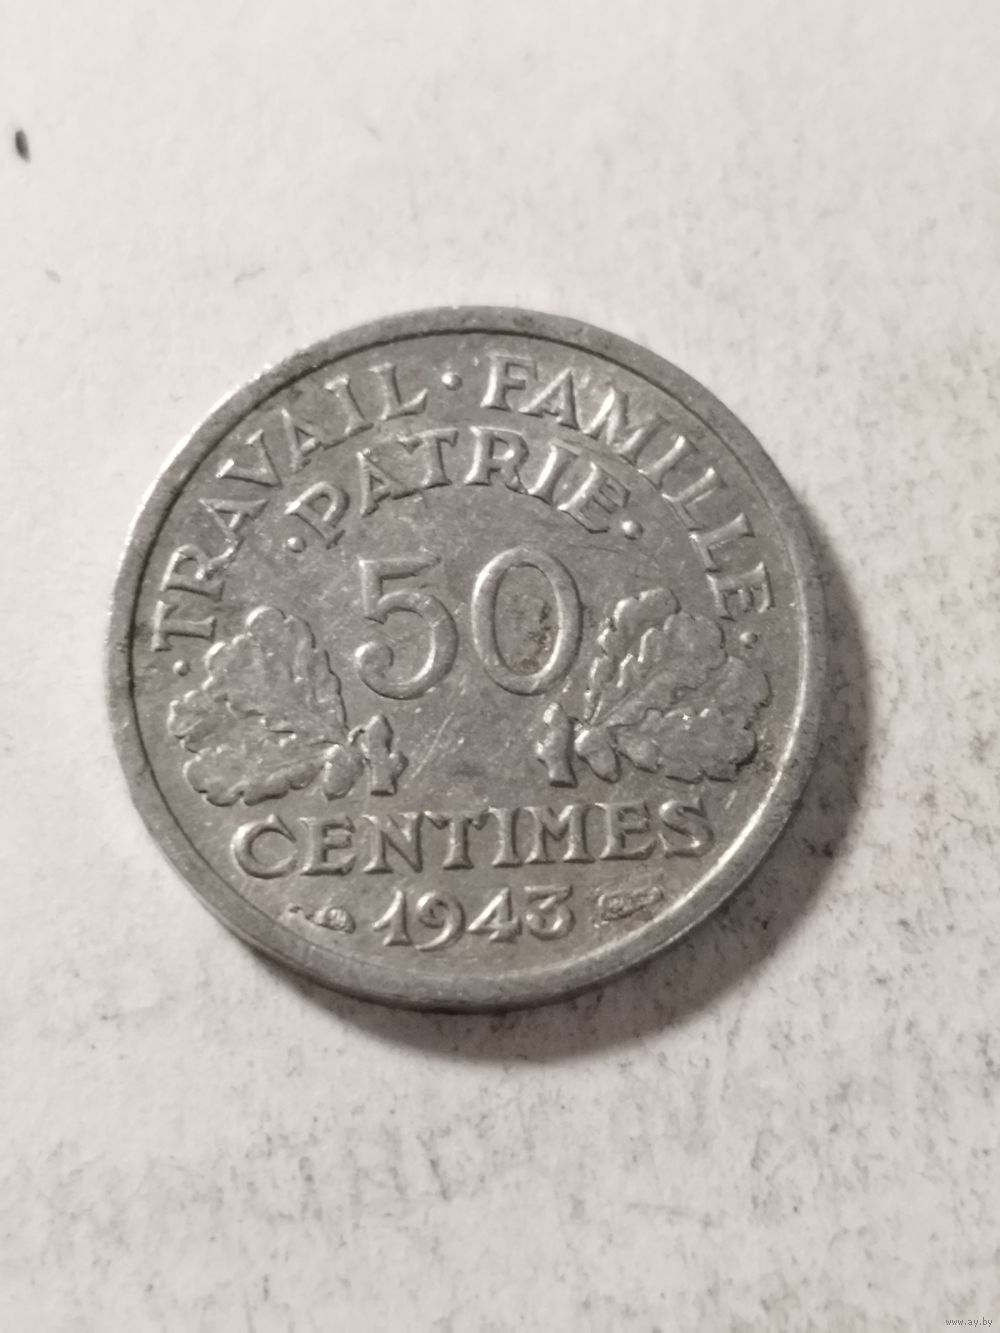 ·TRAVAIL·FAMILLE·
·PATRIE·
50
CENTIMES
1943
www.ay.by